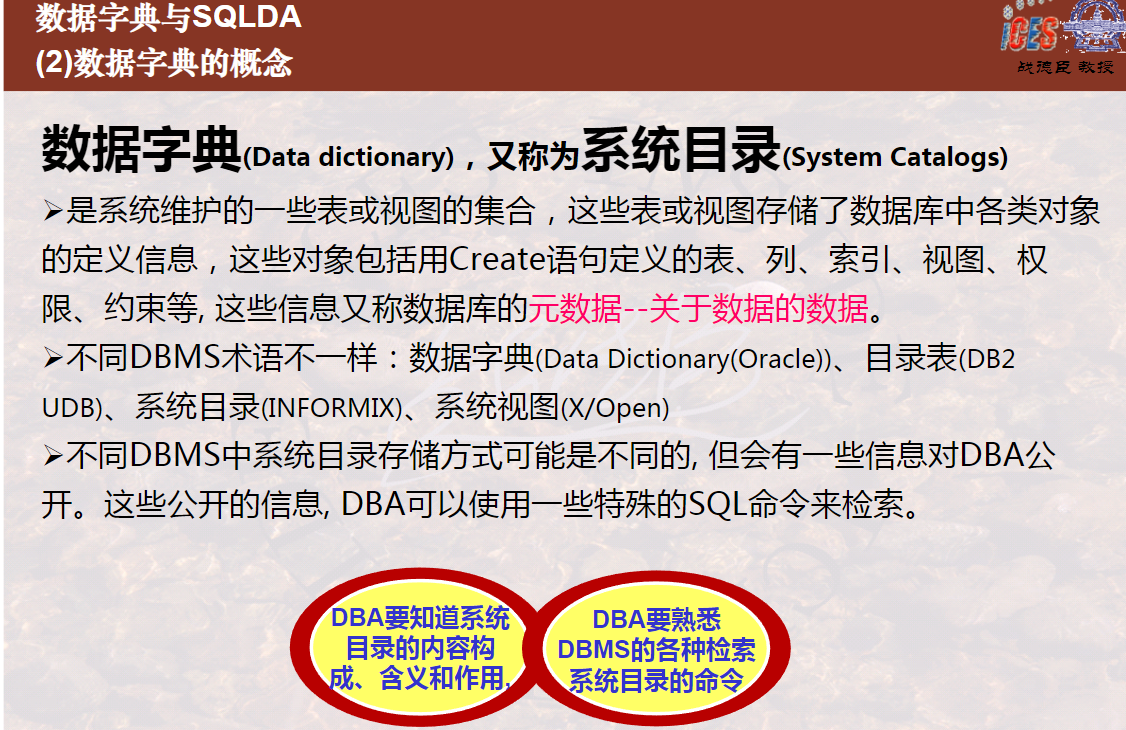 数据字典与SQLDA
(2)数据字典的概念
iCES
战德臣 教授
数据字典(Data dictionary)，又称为系统目录(System Catalogs)
➢是系统维护的一些表或视图的集合，这些表或视图存储了数据库中各类对象
的定义信息，这些对象包括用Create语句定义的表、列、索引、视图、权
限、约束等, 这些信息又称数据库的元数据--关于数据的数据。
➢不同DBMS术语不一样：数据字典(Data Dictionary(Oracle))、目录表(DB2
UDB)、系统目录(INFORMIX)、系统视图(X/Open)
➢不同DBMS中系统目录存储方式可能是不同的, 但会有一些信息对DBA公
开。这些公开的信息, DBA可以使用一些特殊的SQL命令来检索。
DBA要知道系统
目录的内容构
成、含义和作用,
DBA要熟悉
DBMS的各种检索
系统目录的命令